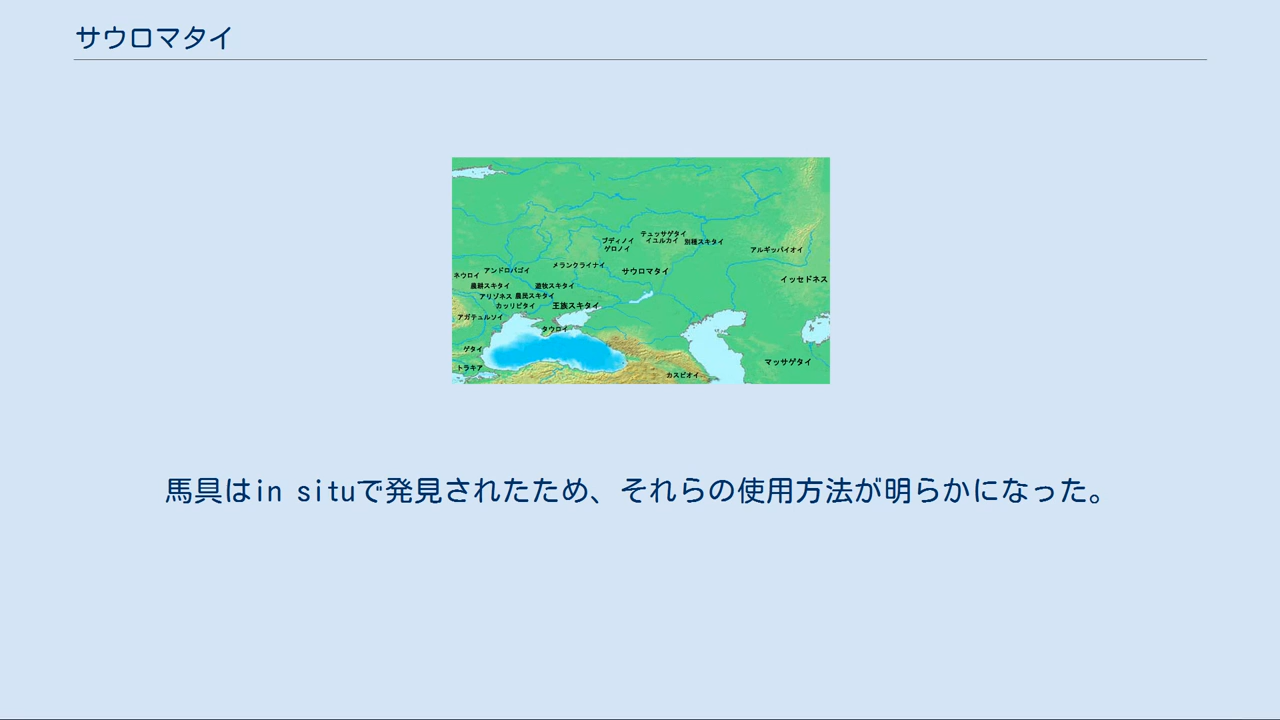 サウロマタイ
テュッサゲタイ
ブディノイ イユルカイ 別種スキタイ
ゲロノイ アルギッパイオイ
メランクライナイ
ネウロイ アンドロパゴイ サウロマタイ イッセドネス
農耕スキタイ 遊牧スキタイ
アリゾネス 農民スキタイ
カッリピダイ 王族スキタイ
アガテュルソイ
タウロイ
ゲタイ
トラキア マッサゲタイ
カスピオイ
馬具はin situで発見されたため、それらの使用方法が明らかになった。